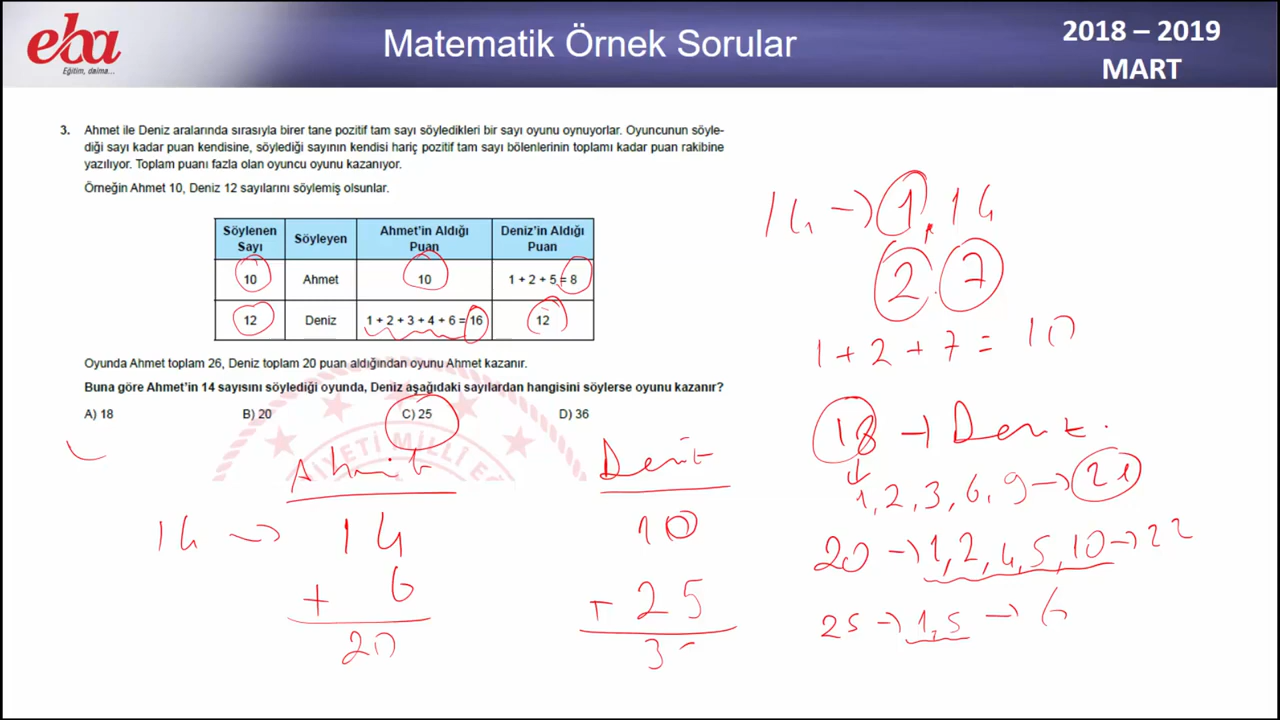 eba
Eğitim, daima...
Matematik Örnek Sorular
2018 – 2019
MART
3. Ahmet ile Deniz aralarında sırasıyla birer tane pozitif tam sayı söyledikleri bir sayı oyunu oynuyorlar. Oyuncunun söyle-
diği sayı kadar puan kendisine, söylediği sayının kendisi hariç pozitif tam sayı bölenlerinin toplamı kadar puan rakibine
yazılıyor. Toplam puanı fazla olan oyuncu oyunu kazanıyor.
Örneğin Ahmet 10, Deniz 12 sayılarını söylemiş olsunlar.
Söylenen Sayı Söyleyen Ahmet'in Aldığı Puan Deniz'in Aldığı Puan
10 Ahmet 10 1 + 2 + 5 = 8
12 Deniz 1 + 2 + 3 + 4 + 6 = 16 12
Oyunda Ahmet toplam 26, Deniz toplam 20 puan aldığından oyunu Ahmet kazanır.
Buna göre Ahmet'in 14 sayısını söylediği oyunda, Deniz aşağıdaki sayılardan hangisini söylerse oyunu kazanır?
A) 18 B) 20 C) 25 D) 36
14 → 1, 14
2, 7
1 + 2 + 7 = 10
18 → Deniz.
1, 2, 3, 6, 9 → 21
20 → 1, 2, 4, 5, 10 → 22
25 → 1, 5 → 6
Ahmet Deniz
14 → 14 10
+ 6 + 25
20